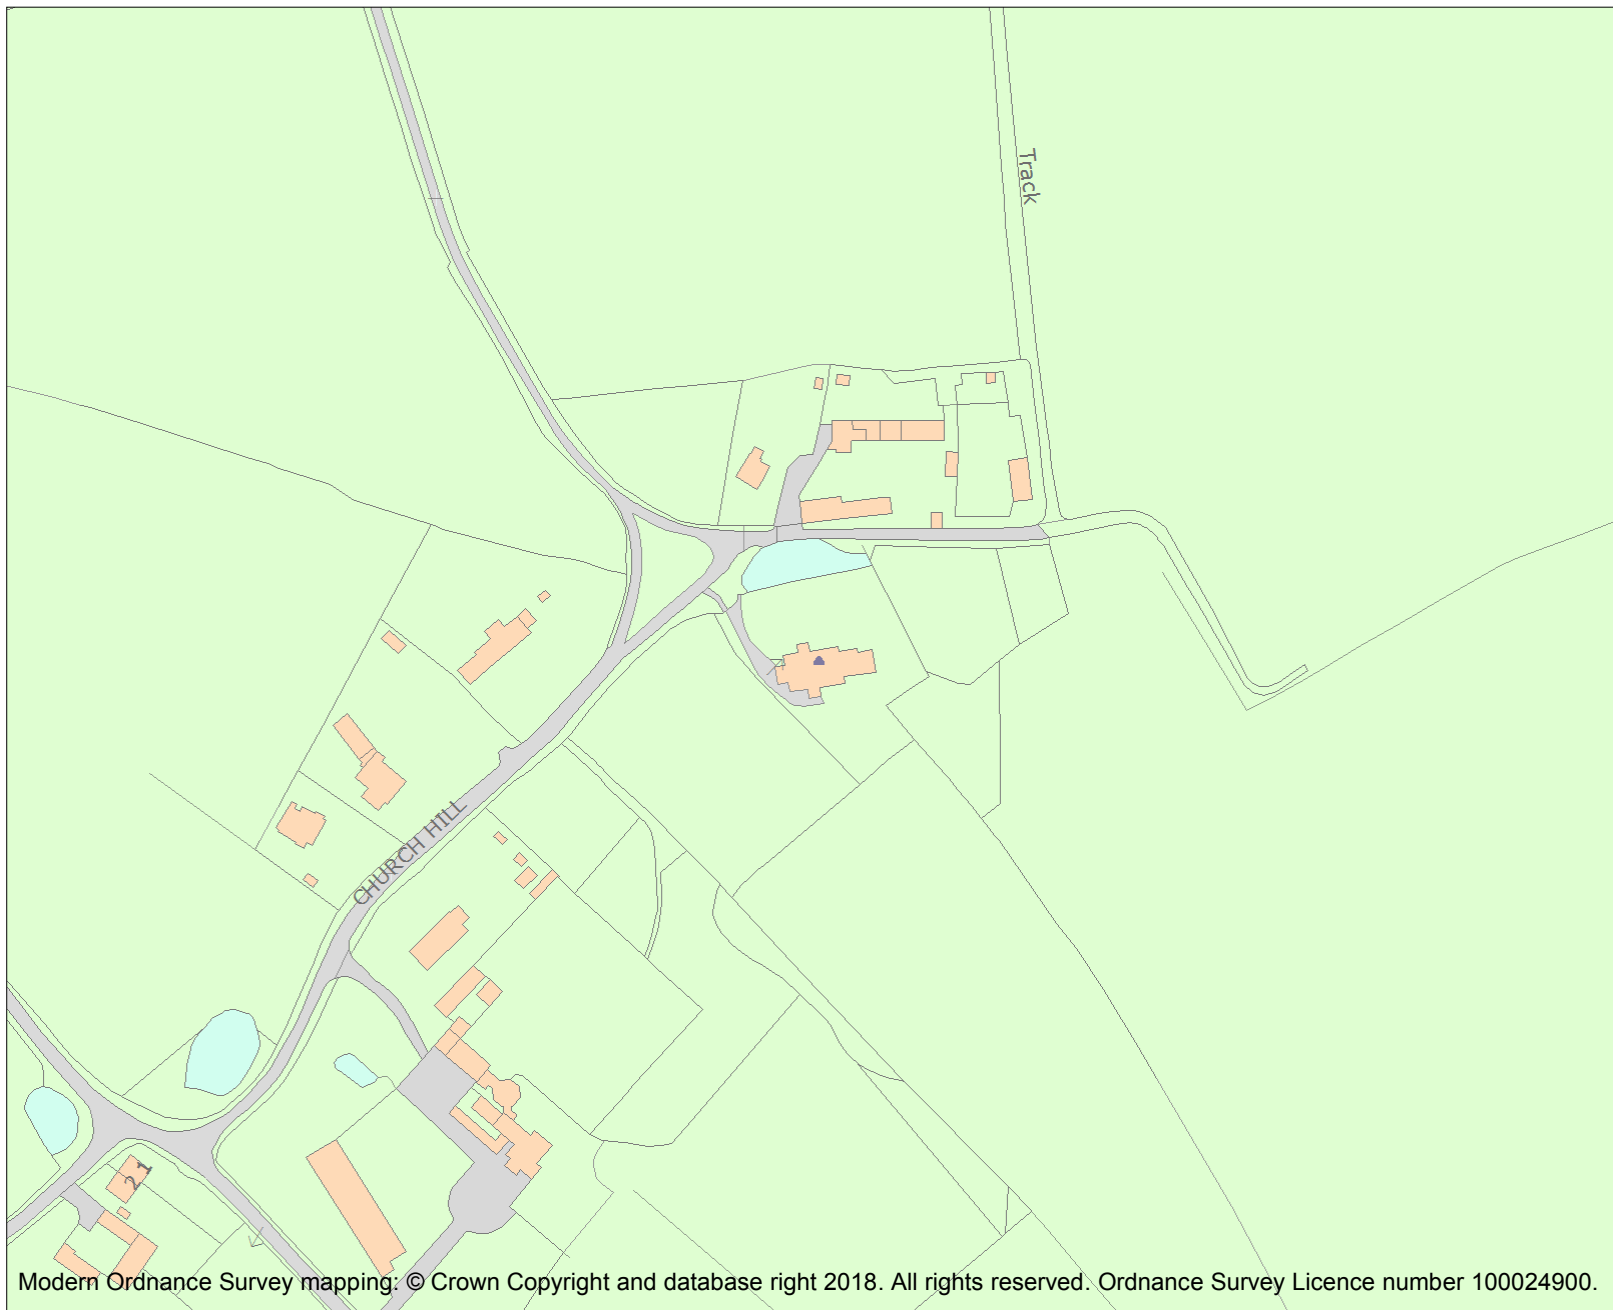 Track
CHURCH HILL
2 1
Modern Ordnance Survey mapping: © Crown Copyright and database right 2018. All rights reserved. Ordnance Survey Licence number 100024900.